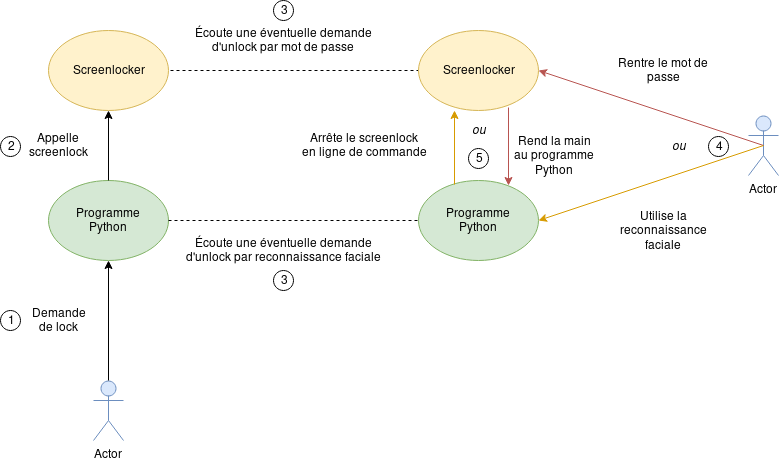 3
Écoute une éventuelle demande
d'unlock par mot de passe
Screenlocker
Screenlocker
Rentre le mot de
passe
2
Appelle
screenlock
Arrête le screenlock
en ligne de commande
ou
5
Rend la main
au programme
Python
ou
4
Actor
Programme
Python
Programme
Python
Écoute une éventuelle demande
d'unlock par reconnaissance faciale
3
Utilise la
reconnaissance
faciale
1
Demande
de lock
Actor